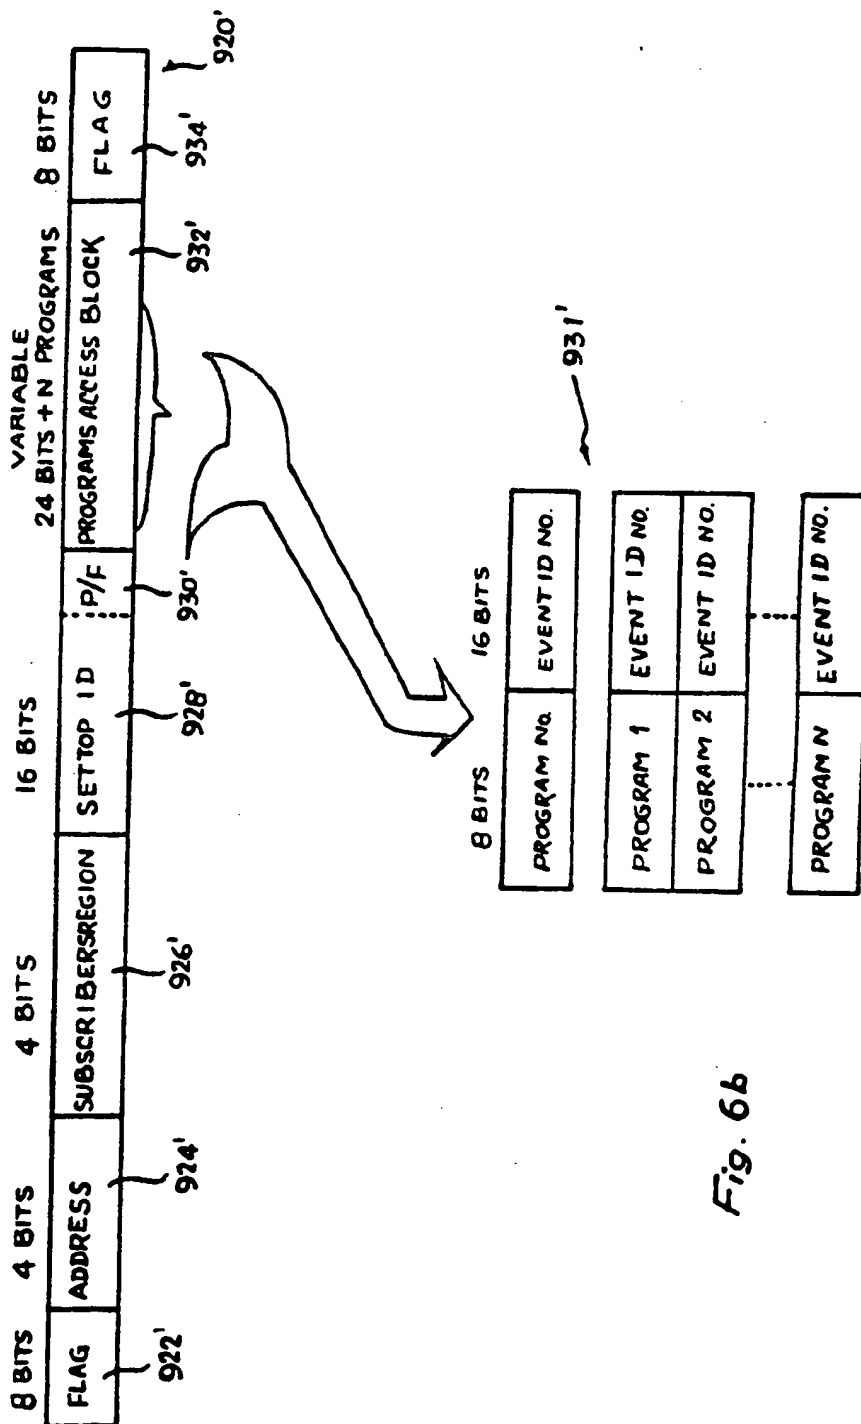 8 BITS 4 BITS 4 BITS 16 BITS VARIABLE
24 BITS + N PROGRAMS 8 BITS
FLAG ADDRESS SUBSCRIBERSREGION SETTOP ID P/F PROGRAMS ACCESS BLOCK FLAG
922' 924' 926' 928' 930' 932' 934' 920'
8 BITS 16 BITS
PROGRAM No. EVENT ID NO.
931'
PROGRAM 1 EVENT ID NO.
PROGRAM 2 EVENT ID NO.
PROGRAM N EVENT ID NO.
Fig. 6b